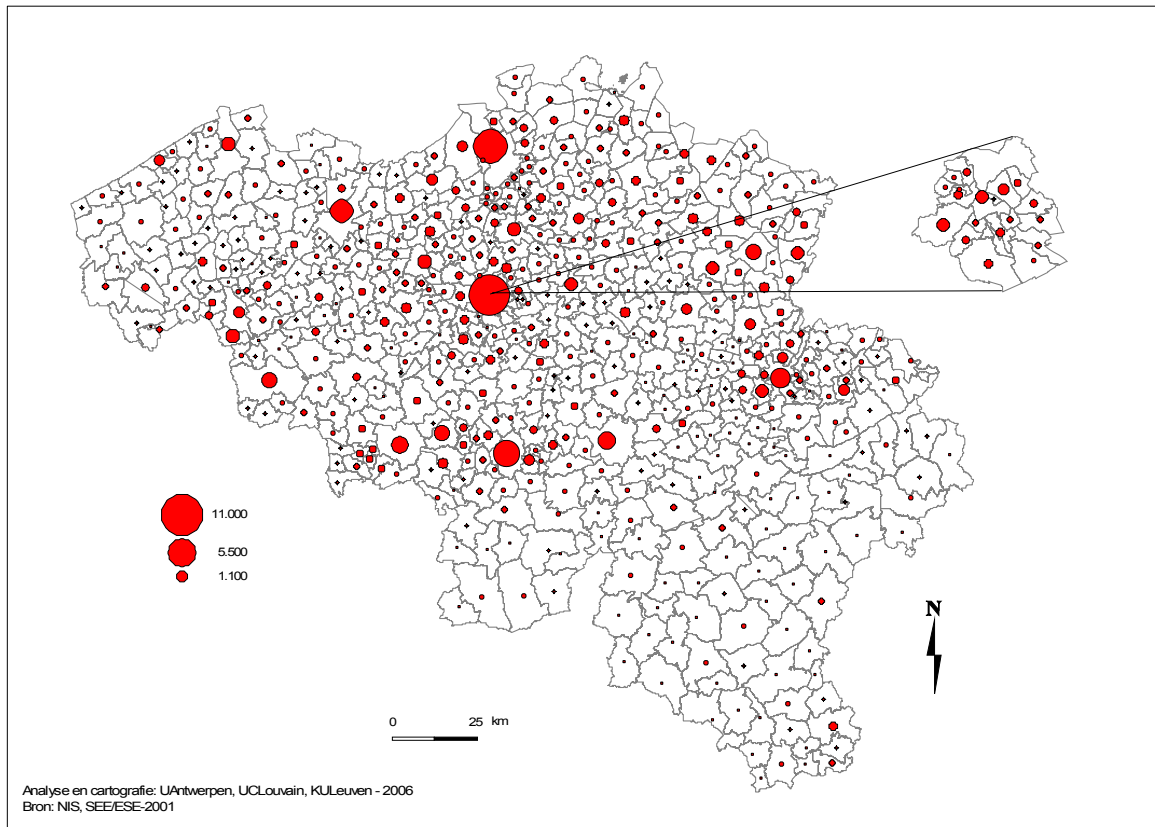 11.000
5.500
1.100
N
0 25 km
Analyse en cartografie: UAntwerpen, UCLouvain, KULeuven - 2006
Bron: NIS, SEE/ESE-2001